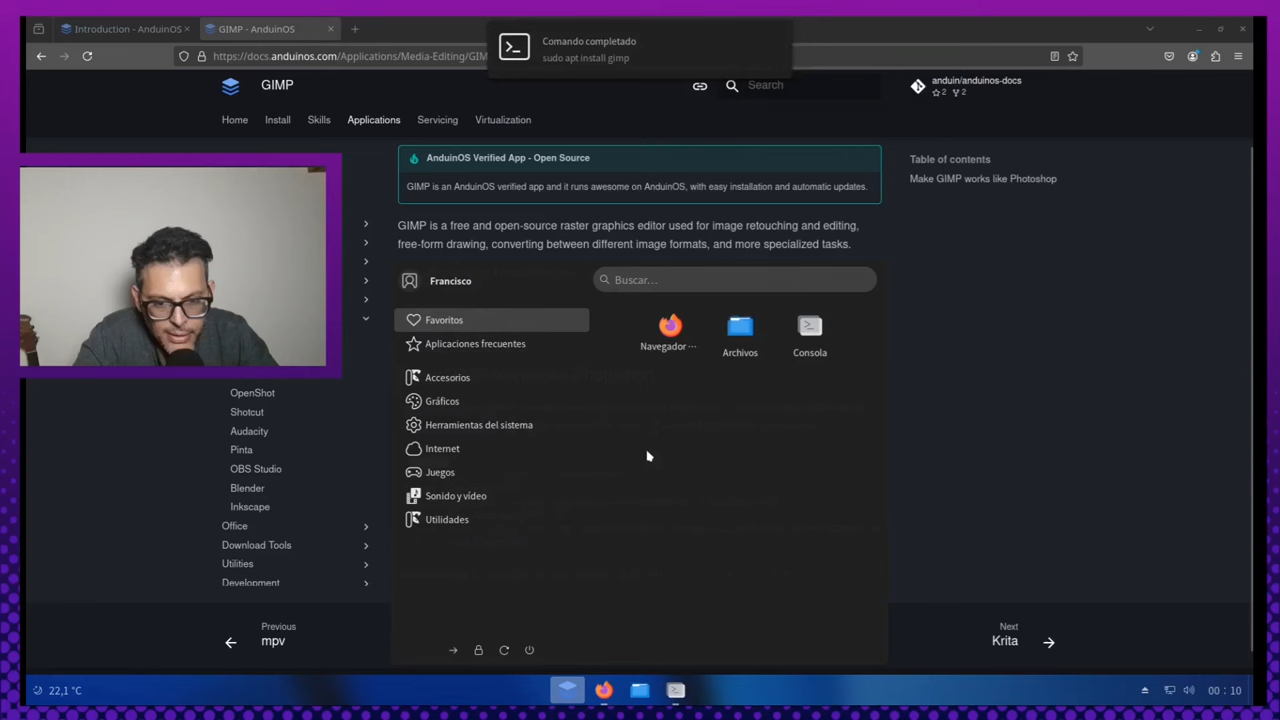 Introduction - AnduinOS
GIMP - AnduinOS
https://docs.anduinos.com/Applications/Media-Editing/GIM
Comando completado
sudo apt install gimp
GIMP
Search
anduin/anduinos-docs
2 2
Home
Install
Skills
Applications
Servicing
Virtualization
AnduinOS Verified App - Open Source
GIMP is an AnduinOS verified app and it runs awesome on AnduinOS, with easy installation and automatic updates.
Table of contents
Make GIMP works like Photoshop
GIMP is a free and open-source raster graphics editor used for image retouching and editing,
free-form drawing, converting between different image formats, and more specialized tasks.
Francisco
Buscar...
Favoritos
Aplicaciones frecuentes
Accesorios
Gráficos
Herramientas del sistema
Internet
Juegos
Sonido y vídeo
Utilidades
Navegador ...
Archivos
Consola
OpenShot
Shotcut
Audacity
Pinta
OBS Studio
Blender
Inkscape
Office
Download Tools
Utilities
Development
Previous
mpv
Next
Krita
22,1 °C
00:10